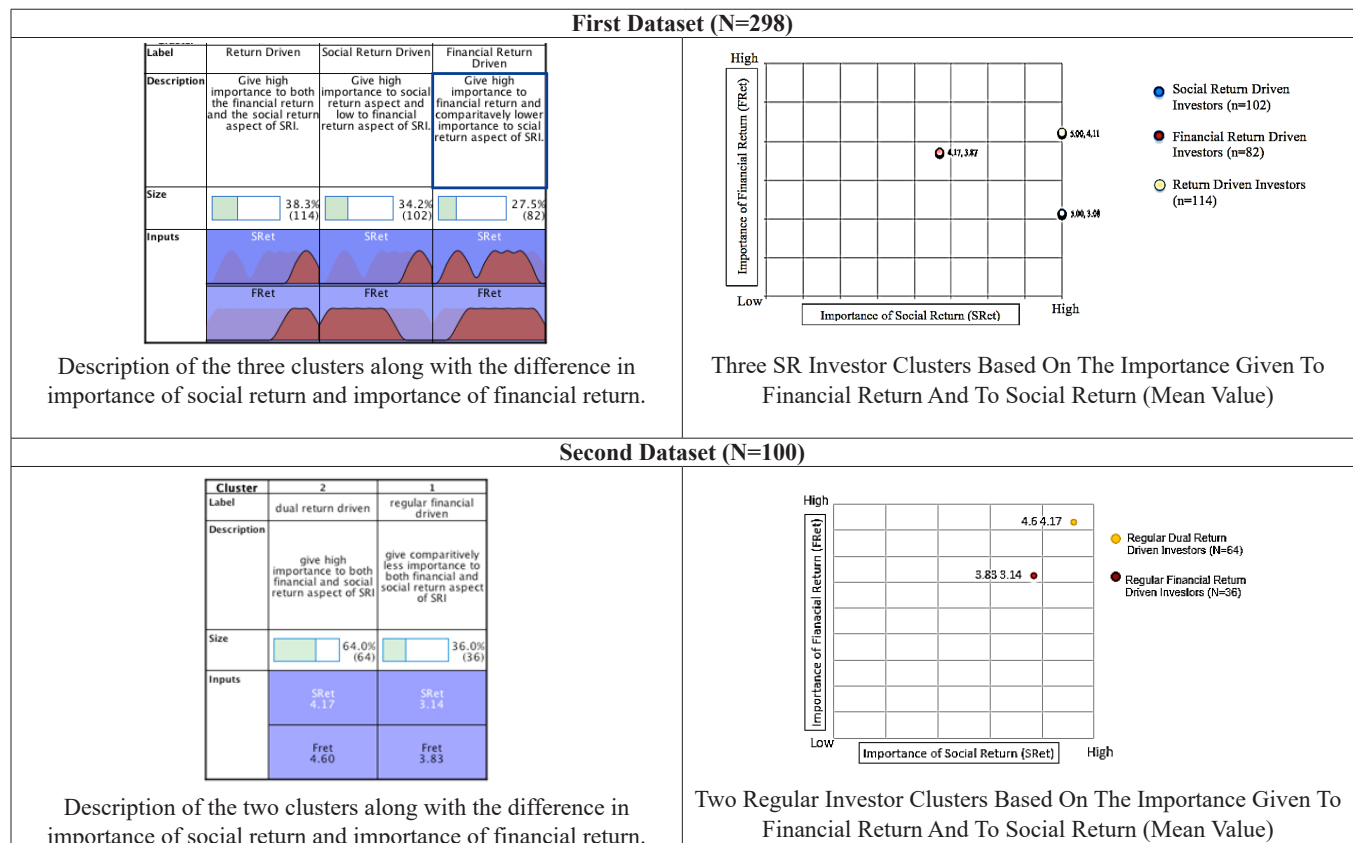 First Dataset (N=298)
Label
Return Driven
Social Return Driven
Financial Return
Driven
Description
Give high
importance to both
the financial return
and the social return
aspect of SRI.
Give high
importance to social
return aspect and
low to financial
return aspect of SRI.
Give high
importance to
financial return and
comparitavely lower
importance to scial
return aspect of SRI.
Size
38.3%
(114)
34.2%
(102)
27.5%
(82)
Inputs
SRet
SRet
SRet
FRet
FRet
FRet
Description of the three clusters along with the difference in
importance of social return and importance of financial return.
High
Importance of Financial Return (FRet)
5.00, 4.11
4.17, 3.87
Low
Importance of Social Return (SRet)
High
Social Return Driven
Investors (n=102)
Financial Return Driven
Investors (n=82)
Return Driven Investors
(n=114)
Three SR Investor Clusters Based On The Importance Given To
Financial Return And To Social Return (Mean Value)
Second Dataset (N=100)
Cluster
2
1
Label
dual return driven
regular financial
driven
Description
give high
importance to both
financial and social
return aspect of SRI
give comparitively
less importance to
both financial and
social return aspect
of SRI
Size
64.0%
(64)
36.0%
(36)
Inputs
SRet
4.17
SRet
3.14
Fret
4.60
Fret
3.83
Description of the two clusters along with the difference in
importance of social return and importance of financial return.
High
Importance of Fianacial Return (FRet)
4.6 4.17
3.83 3.14
Low
Importance of Social Return (SRet)
High
Regular Dual Return
Driven Investors (N=64)
Regular Financial Return
Driven Investors (N=36)
Two Regular Investor Clusters Based On The Importance Given To
Financial Return And To Social Return (Mean Value)